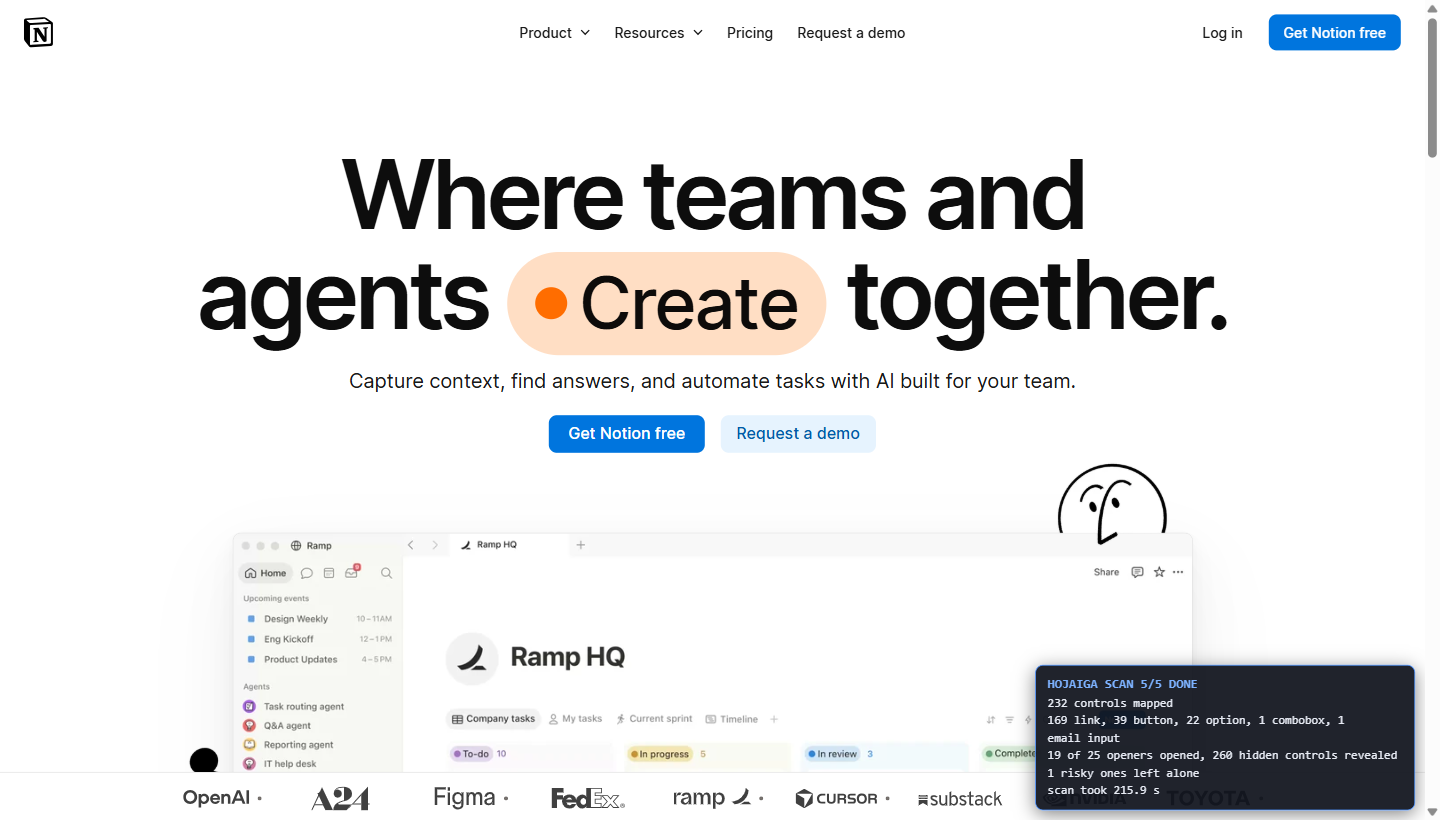 N
Product
Resources
Pricing
Request a demo
Log in
Get Notion free
Where teams and
agents Create together.
Capture context, find answers, and automate tasks with AI built for your team.
Get Notion free
Request a demo
Ramp
Ramp HQ
Home
Share
Upcoming events
Design Weekly 10–11AM
Eng Kickoff 12–1PM
Product Updates 4–5PM
Ramp HQ
Agents
Task routing agent
Q&A agent
Reporting agent
IT help desk
Company tasks
My tasks
Current sprint
Timeline
To-do 10
In progress 5
In review 3
Complete
HOJAIGA SCAN 5/5 DONE
232 controls mapped
169 link, 39 button, 22 option, 1 combobox, 1
email input
19 of 25 openers opened, 260 hidden controls revealed
1 risky ones left alone
scan took 215.9 s
OpenAI
A24
Figma
FedEx
ramp
CURSOR
substack
NVIDIA
TOYOTA